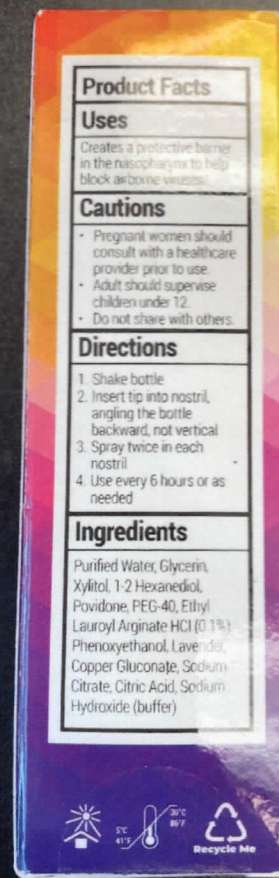 Product Facts
Uses
Creates a protective barrier
in the nasopharynx to help
block airborne viruses.
Cautions
• Pregnant women should
consult with a healthcare
provider prior to use.
• Adult should supervise
children under 12.
• Do not share with others.
Directions
1. Shake bottle
2. Insert tip into nostril,
angling the bottle
backward, not vertical
3. Spray twice in each
nostril
4. Use every 6 hours or as
needed
Ingredients
Purified Water, Glycerin,
Xylitol, 1-2 Hexanediol,
Povidone, PEG-40, Ethyl
Lauroyl Arginate HCl (0.1%)
Phenoxyethanol, Lavender,
Copper Gluconate, Sodium
Citrate, Citric Acid, Sodium
Hydroxide (buffer)
30°C
86°F
5°C
41°F
Recycle Me